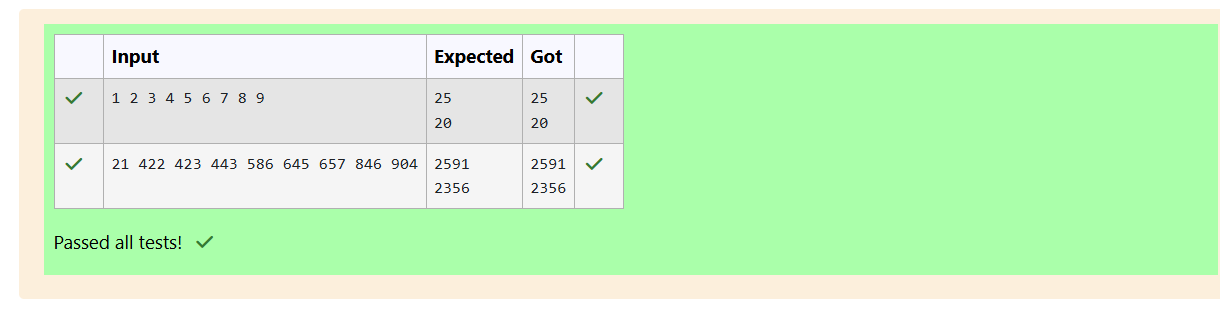 Input Expected Got
1 2 3 4 5 6 7 8 9 25 25
20 20
21 422 423 443 586 645 657 846 904 2591 2591
2356 2356
Passed all tests!